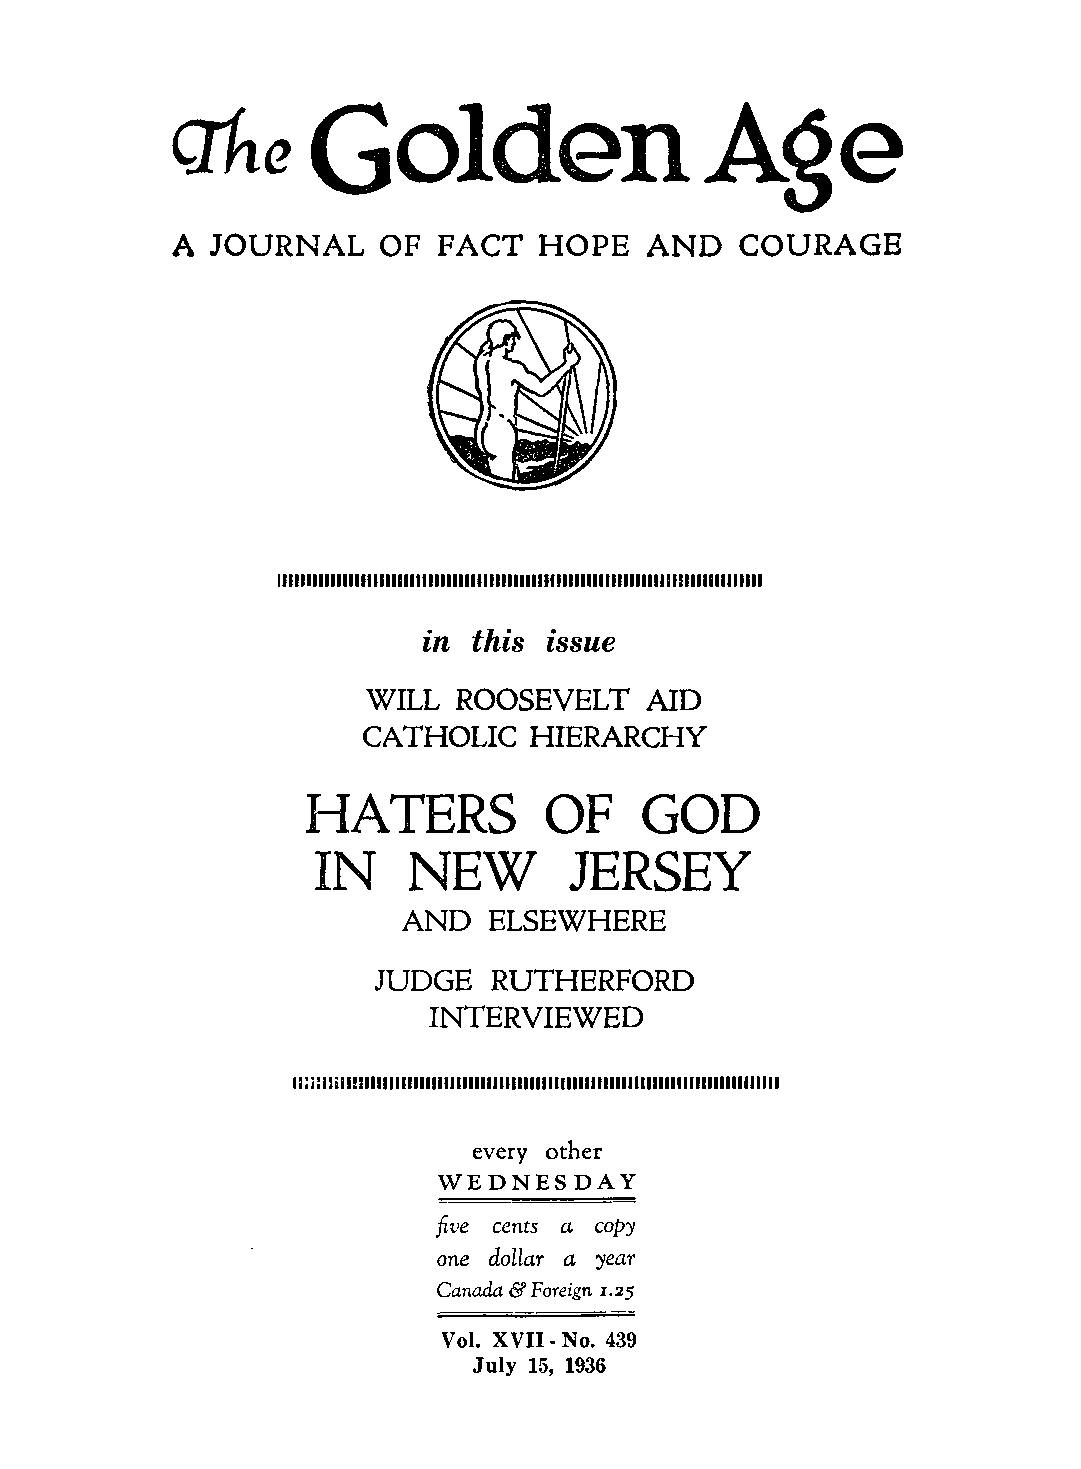 The Golden Age
A JOURNAL OF FACT HOPE AND COURAGE
in this issue
WILL ROOSEVELT AID
CATHOLIC HIERARCHY
HATERS OF GOD
IN NEW JERSEY
AND ELSEWHERE
JUDGE RUTHERFORD
INTERVIEWED
every other
WEDNESDAY
five cents a copy
one dollar a year
Canada & Foreign 1.25
Vol. XVII - No. 439
July 15, 1936